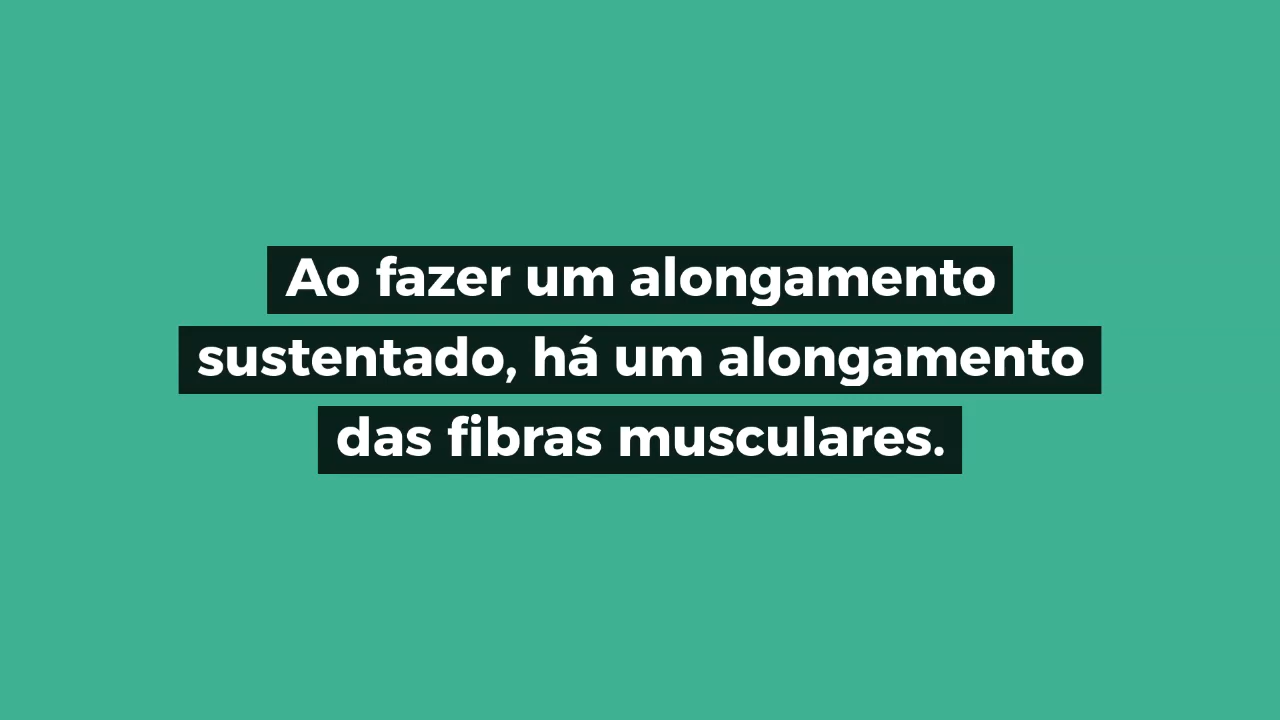 Ao fazer um alongamento
sustentado, há um alongamento
das fibras musculares.